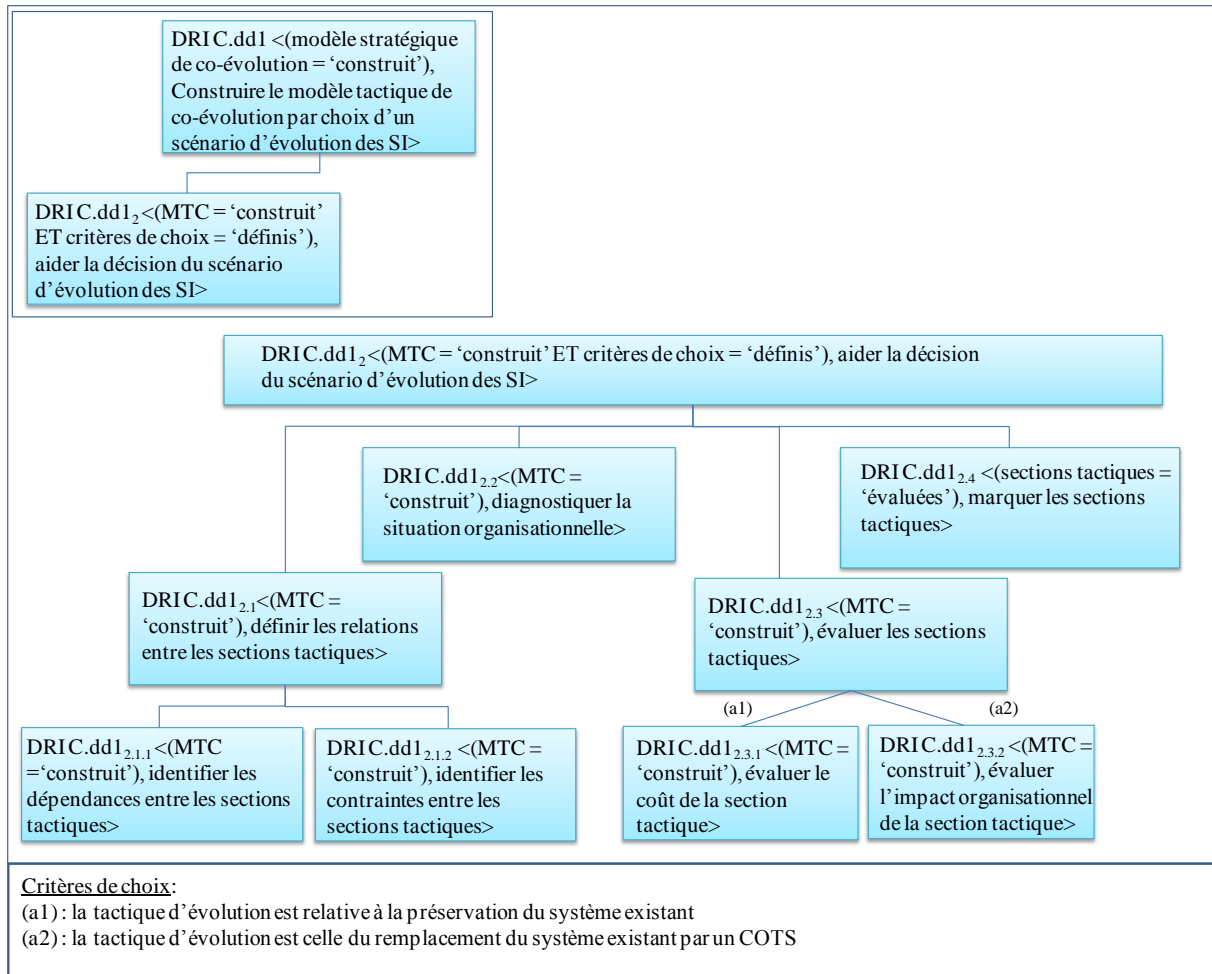 DRIC.dd1 <(modèle stratégique
de co-évolution = ‘construit’),
Construire le modèle tactique de
co-évolution par choix d’un
scénario d’évolution des SI>
DRIC.dd1₂<(MTC = ‘construit’
ET critères de choix = ‘définis’),
aider la décision du scénario
d’évolution des SI>
DRIC.dd1₂<(MTC = ‘construit’ ET critères de choix = ‘définis’), aider la décision
du scénario d’évolution des SI>
DRIC.dd1₂.₂<(MTC =
‘construit’), diagnostiquer la
situation organisationnelle>
DRIC.dd1₂.₄ <(sections tactiques =
‘évaluées’), marquer les sections
tactiques>
DRIC.dd1₂.₁<(MTC =
‘construit’), définir les relations
entre les sections tactiques>
DRIC.dd1₂.₃ <(MTC =
‘construit’), évaluer les sections
tactiques>
(a1)
(a2)
DRIC.dd1₂.₁.₁<(MTC
=‘construit’), identifier les
dépendances entre les sections
tactiques>
DRIC.dd1₂.₁.₂ <(MTC =
‘construit’), identifier les
contraintes entre les
sections tactiques>
DRIC.dd1₂.₃.₁ <(MTC =
‘construit’), évaluer le
coût de la section
tactique>
DRIC.dd1₂.₃.₂ <(MTC =
‘construit’), évaluer
l’impact organisationnel
de la section tactique>
Critères de choix:
(a1) : la tactique d’évolution est relative à la préservation du système existant
(a2) : la tactique d’évolution est celle du remplacement du système existant par un COTS